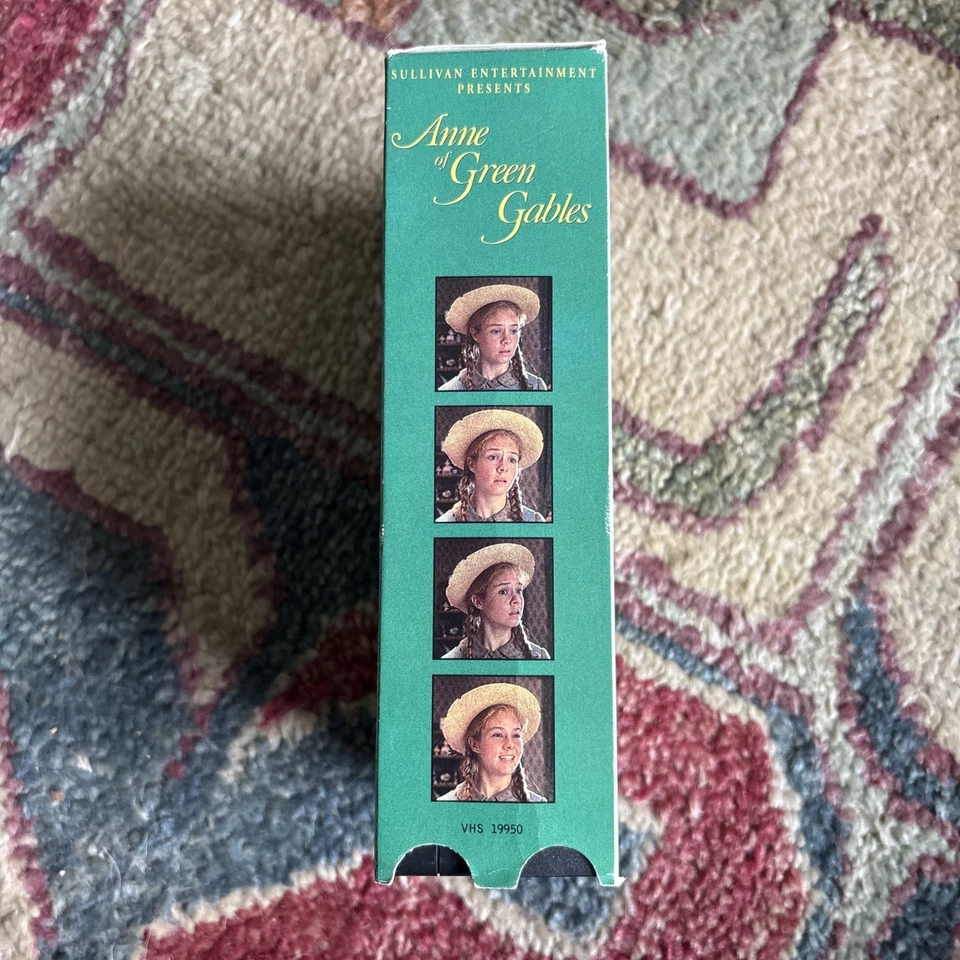 SULLIVAN ENTERTAINMENT
PRESENTS
Anne
of Green
Gables
VHS 19950